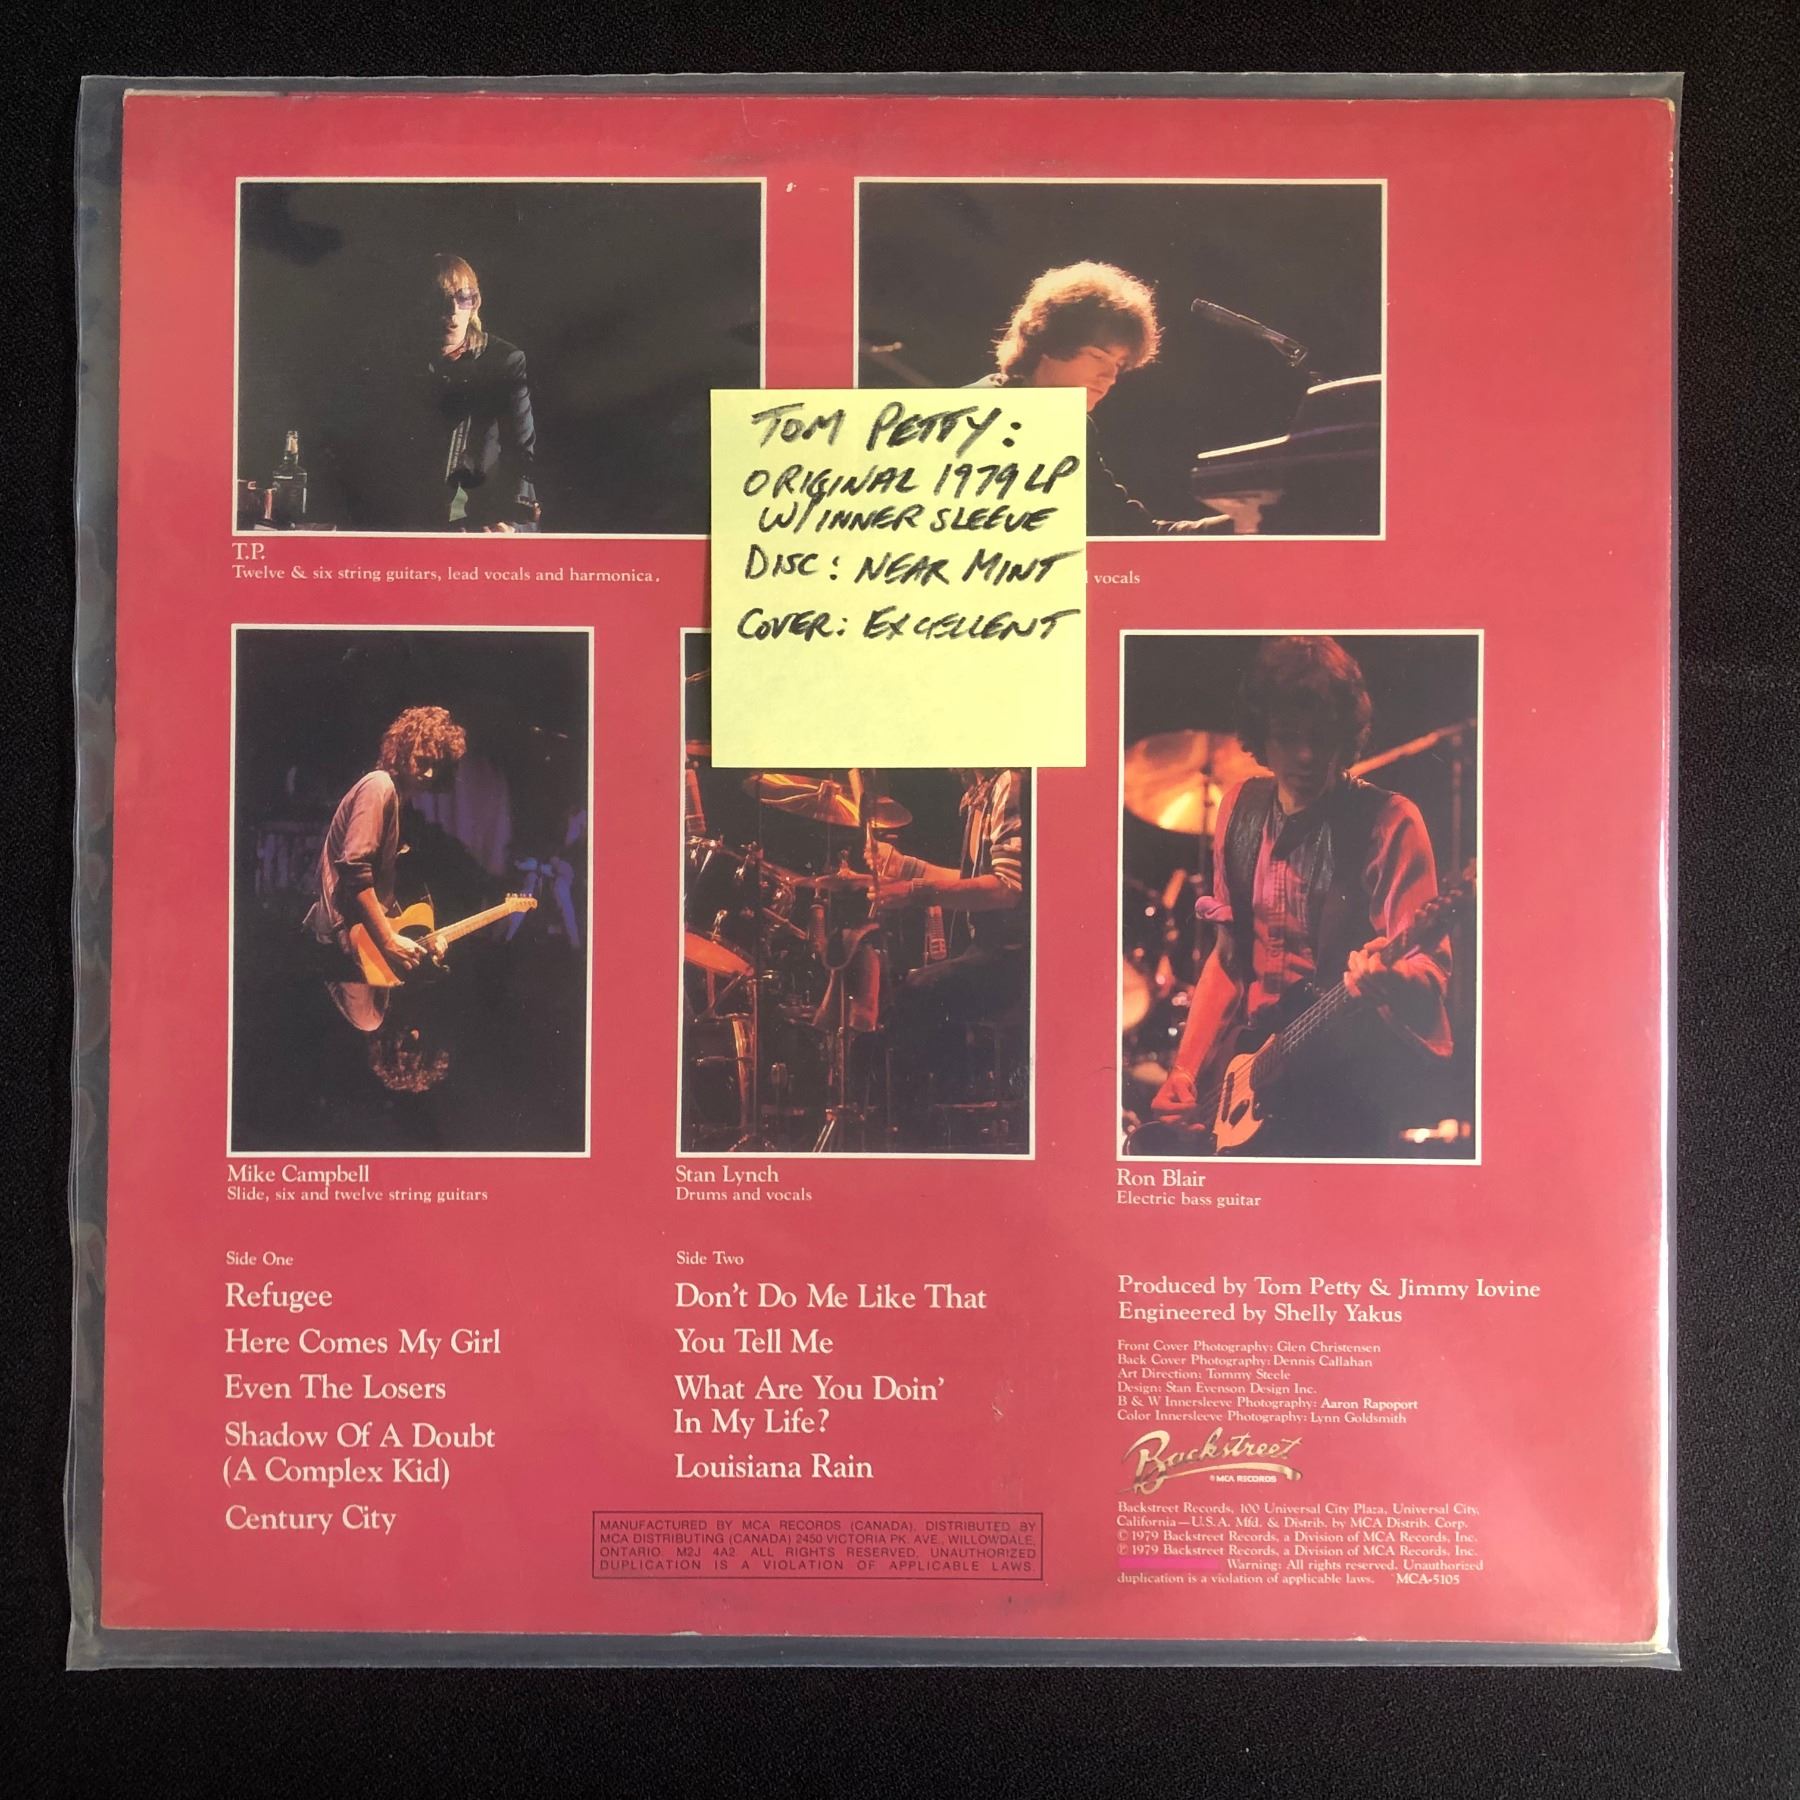 TOM PETTY:
ORIGINAL 1979 LP
W/ INNER SLEEVE
DISC: NEAR MINT
COVER: EXCELLENT
T.P.
Twelve & six string guitars, lead vocals and harmonica.
vocals
Mike Campbell
Slide, six and twelve string guitars
Stan Lynch
Drums and vocals
Ron Blair
Electric bass guitar
Side One
Refugee
Here Comes My Girl
Even The Losers
Shadow Of A Doubt
(A Complex Kid)
Century City
Side Two
Don't Do Me Like That
You Tell Me
What Are You Doin'
In My Life?
Louisiana Rain
MANUFACTURED BY MCA RECORDS (CANADA). DISTRIBUTED BY
MCA DISTRIBUTING (CANADA) 2450 VICTORIA PK. AVE., WILLOWDALE,
ONTARIO. M2J 4A2. ALL RIGHTS RESERVED. UNAUTHORIZED
DUPLICATION IS A VIOLATION OF APPLICABLE LAWS.
Produced by Tom Petty & Jimmy Iovine
Engineered by Shelly Yakus
Front Cover Photography: Glen Christensen
Back Cover Photography: Dennis Callahan
Art Direction: Tommy Steele
Design: Stan Evenson Design Inc.
B & W Innersleeve Photography: Aaron Rapoport
Color Innersleeve Photography: Lynn Goldsmith
Backstreet
© MCA RECORDS
Backstreet Records, 100 Universal City Plaza, Universal City,
California—U.S.A. Mfd. & Distrib. by MCA Distrib. Corp.
© 1979 Backstreet Records, a Division of MCA Records, Inc.
℗ 1979 Backstreet Records, a Division of MCA Records, Inc.
Warning: All rights reserved. Unauthorized
duplication is a violation of applicable laws. MCA-5105